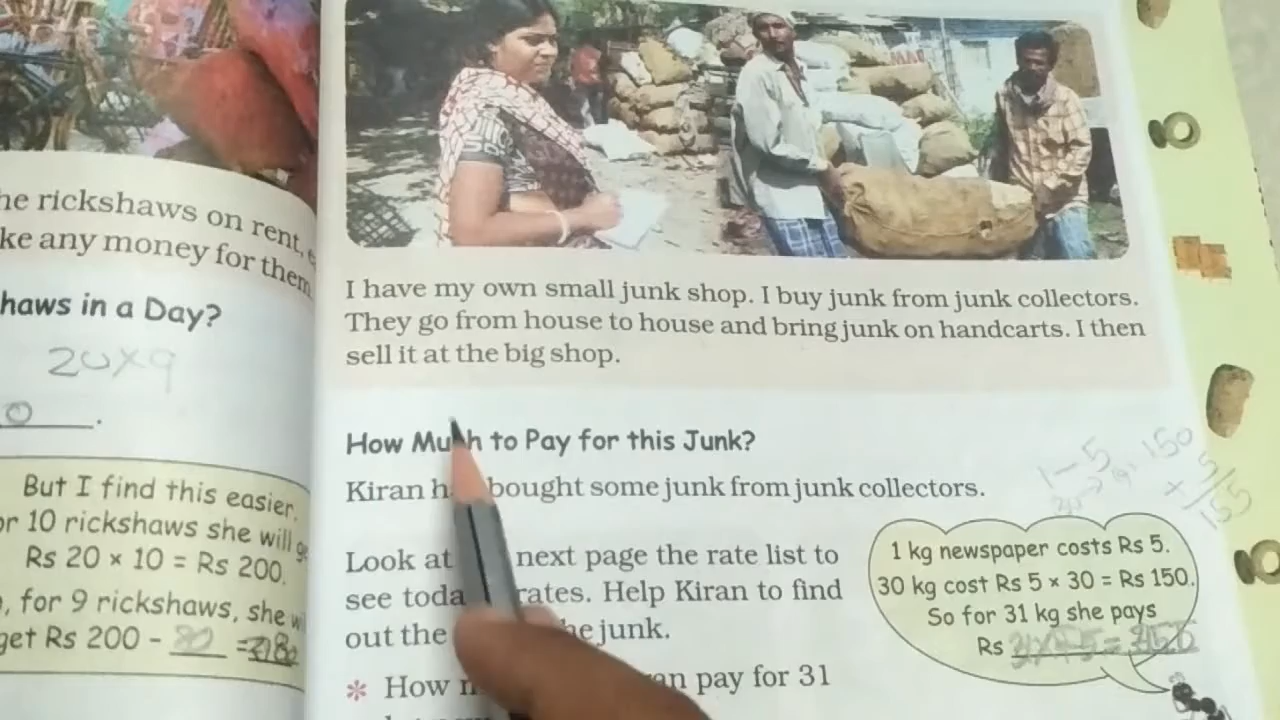 he rickshaws on rent,
ke any money for them
haws in a Day?
20×9
0 .
But I find this easier.
or 10 rickshaws she will
Rs 20 × 10 = Rs 200.
, for 9 rickshaws, she
get Rs 200 –
I have my own small junk shop. I buy junk from junk collectors.
They go from house to house and bring junk on handcarts. I then
sell it at the big shop.
How Mu h to Pay for this Junk?
Kiran h bought some junk from junk collectors.
Look at next page the rate list to
see toda rates. Help Kiran to find
out the he junk.
* How an pay for 31
1 – 5
150
5
+
155
1 kg newspaper costs Rs 5.
30 kg cost Rs 5 × 30 = Rs 150.
So for 31 kg she pays
Rs